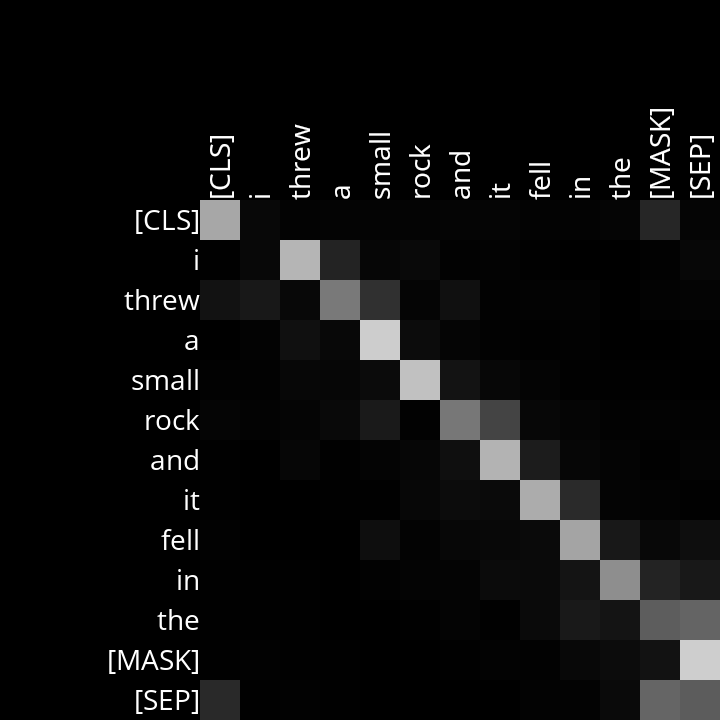 [CLS] i threw a small rock and it fell in the [MASK] [SEP]
[CLS]
i
threw
a
small
rock
and
it
fell
in
the
[MASK]
[SEP]